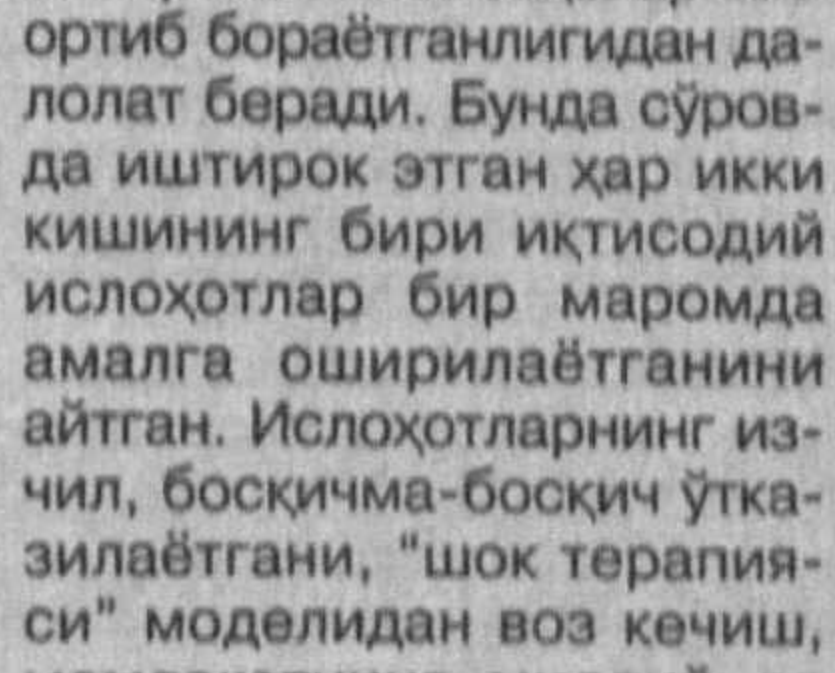 ортиб бораётганлигидан да-
лолат беради. Бунда сўров-
да иштирок этган ҳар икки
кишининг бири иқтисодий
ислоҳотлар бир маромда
амалга оширилаётганини
айтган. Ислоҳотларнинг из-
чил, босқичма-босқич ўтка-
зилаётгани, "шок терапия-
си" моделидан воз кечиш,